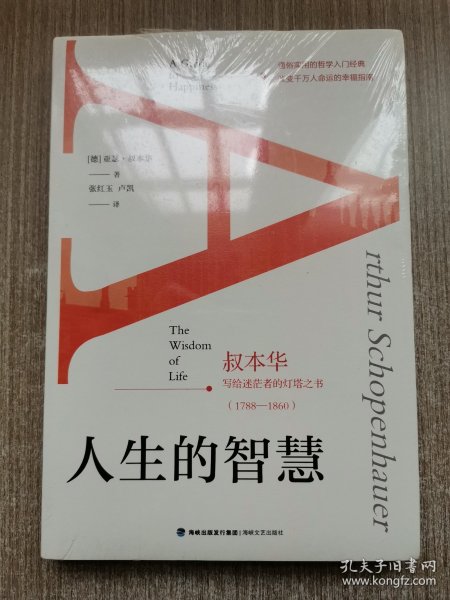 A Guide
to
Happiness
通俗实用的哲学入门经典
改变千万人命运的幸福指南
[德] 亚瑟·叔本华
著
张红玉 卢凯
译
Arthur Schopenhauer
The
Wisdom
of
Life
叔本华
写给迷茫者的灯塔之书
(1788—1860)
人生的智慧
海峡出版发行集团 | 海峡文艺出版社
孔夫子旧书网
www.kongfz.com